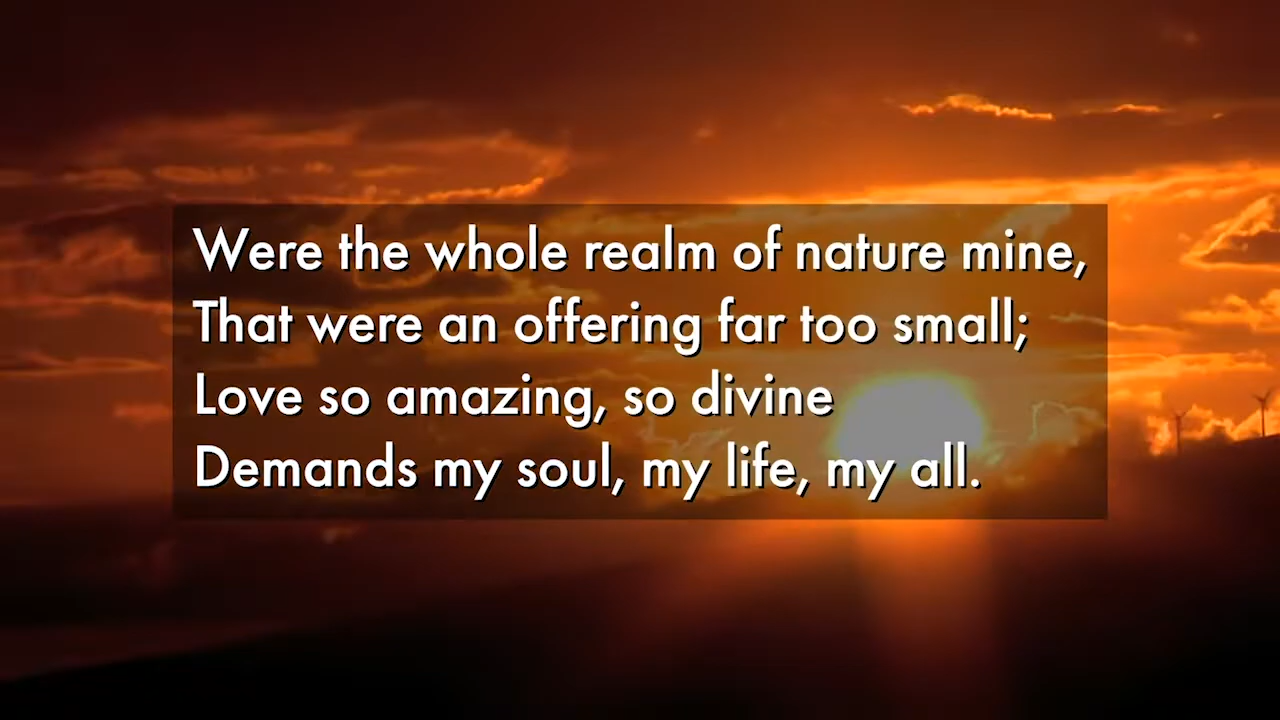 Were the whole realm of nature mine,
That were an offering far too small;
Love so amazing, so divine
Demands my soul, my life, my all.